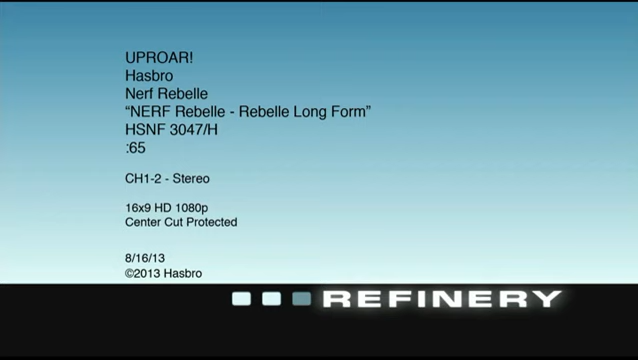 UPROAR!
Hasbro
Nerf Rebelle
“NERF Rebelle - Rebelle Long Form”
HSNF 3047/H
:65
CH1-2 - Stereo
16x9 HD 1080p
Center Cut Protected
8/16/13
©2013 Hasbro
REFINERY